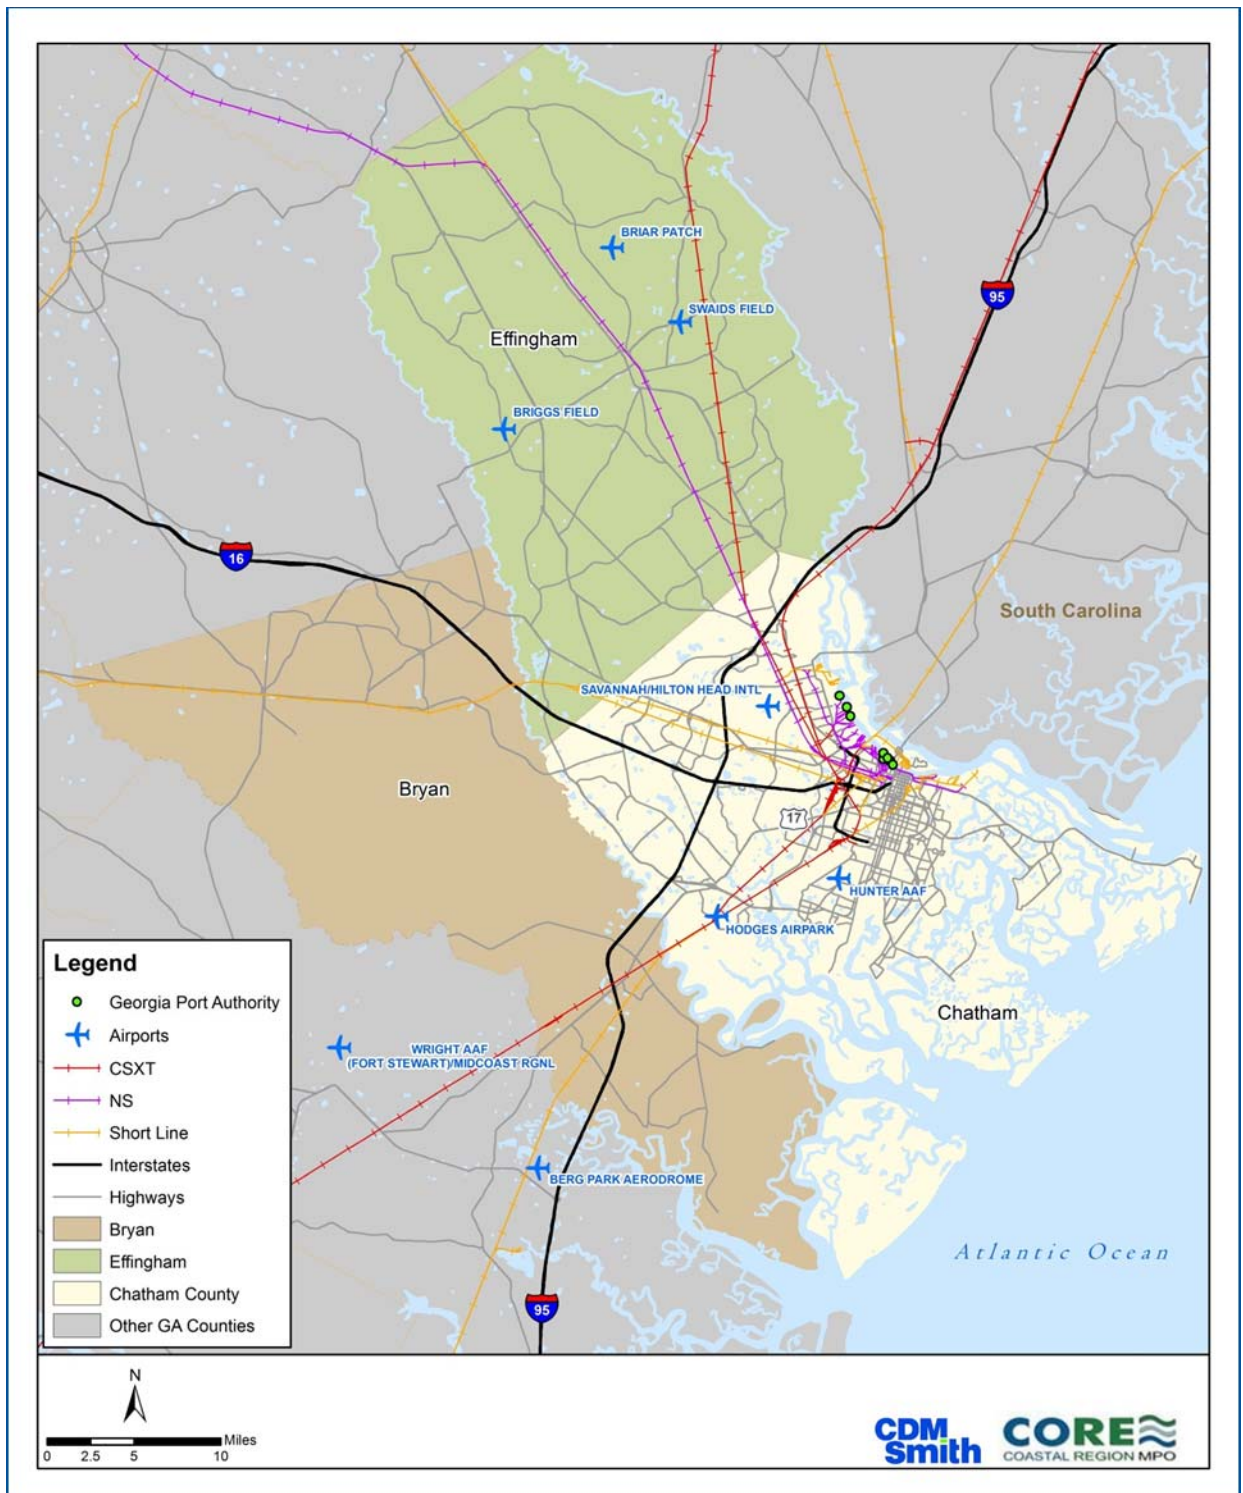 BRIAR PATCH
95
SWAIDS FIELD
Effingham
BRIGGS FIELD
16
South Carolina
SAVANNAH/HILTON HEAD INTL
Bryan
17
HUNTER AAF
HODGES AIRPARK
Legend
Georgia Port Authority
Airports
CSXT
NS
Short Line
Interstates
Highways
Bryan
Effingham
Chatham County
Other GA Counties
Chatham
WRIGHT AAF
(FORT STEWART)/MIDCOAST RGNL
BERG PARK AERODROME
Atlantic Ocean
95
N
Miles
0 2.5 5 10
CDM
Smith
CORE
COASTAL REGION MPO